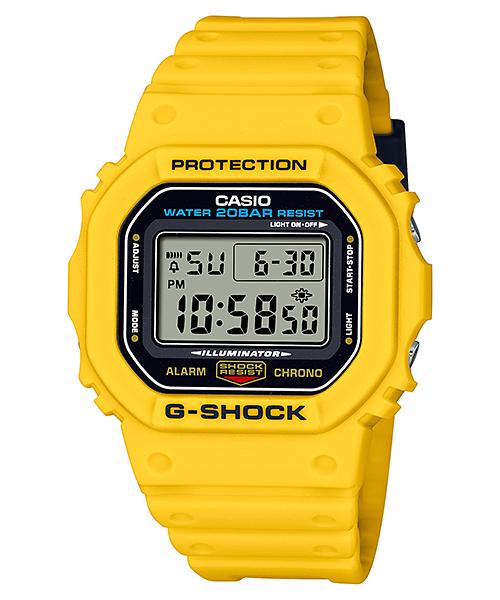 PROTECTION
CASIO
WATER 20BAR RESIST
LIGHT ON•OFF
ADJUST
START•STOP
SU 6-30
PM
10:58 50
MODE
LIGHT
ILLUMINATOR
ALARM SHOCK RESIST CHRONO
G-SHOCK